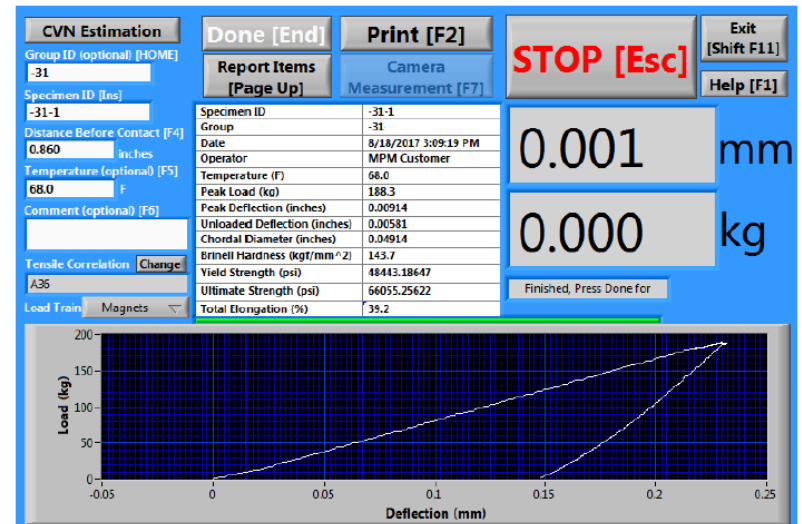 CVN Estimation
Group ID (optional) [HOME]
-31
Specimen ID [Ins]
-31-1
Distance Before Contact [F4]
0.860 inches
Temperature (optional) [F5]
68.0 F
Comment (optional) [F6]
Tensile Correlation Change
A36
Load Train Magnets
Done [End]
Print [F2]
Report Items
[Page Up]
Camera
Measurement [F7]
STOP [Esc]
Exit
[Shift F11]
Help [F1]
Specimen ID -31-1
Group -31
Date 8/18/2017 3:09:19 PM
Operator MPM Customer
Temperature (F) 68.0
Peak Load (kg) 188.3
Peak Deflection (inches) 0.00914
Unloaded Deflection (inches) 0.00581
Chordal Diameter (inches) 0.04914
Brinell Hardness (kgf/mm^2) 143.7
Yield Strength (psi) 48443.18647
Ultimate Strength (psi) 66055.25622
Total Elongation (%) 39.2
0.001 mm
0.000 kg
Finished, Press Done for
Load (kg)
200
150
100
50
0
-0.05 0 0.05 0.1 0.15 0.2 0.25
Deflection (mm)